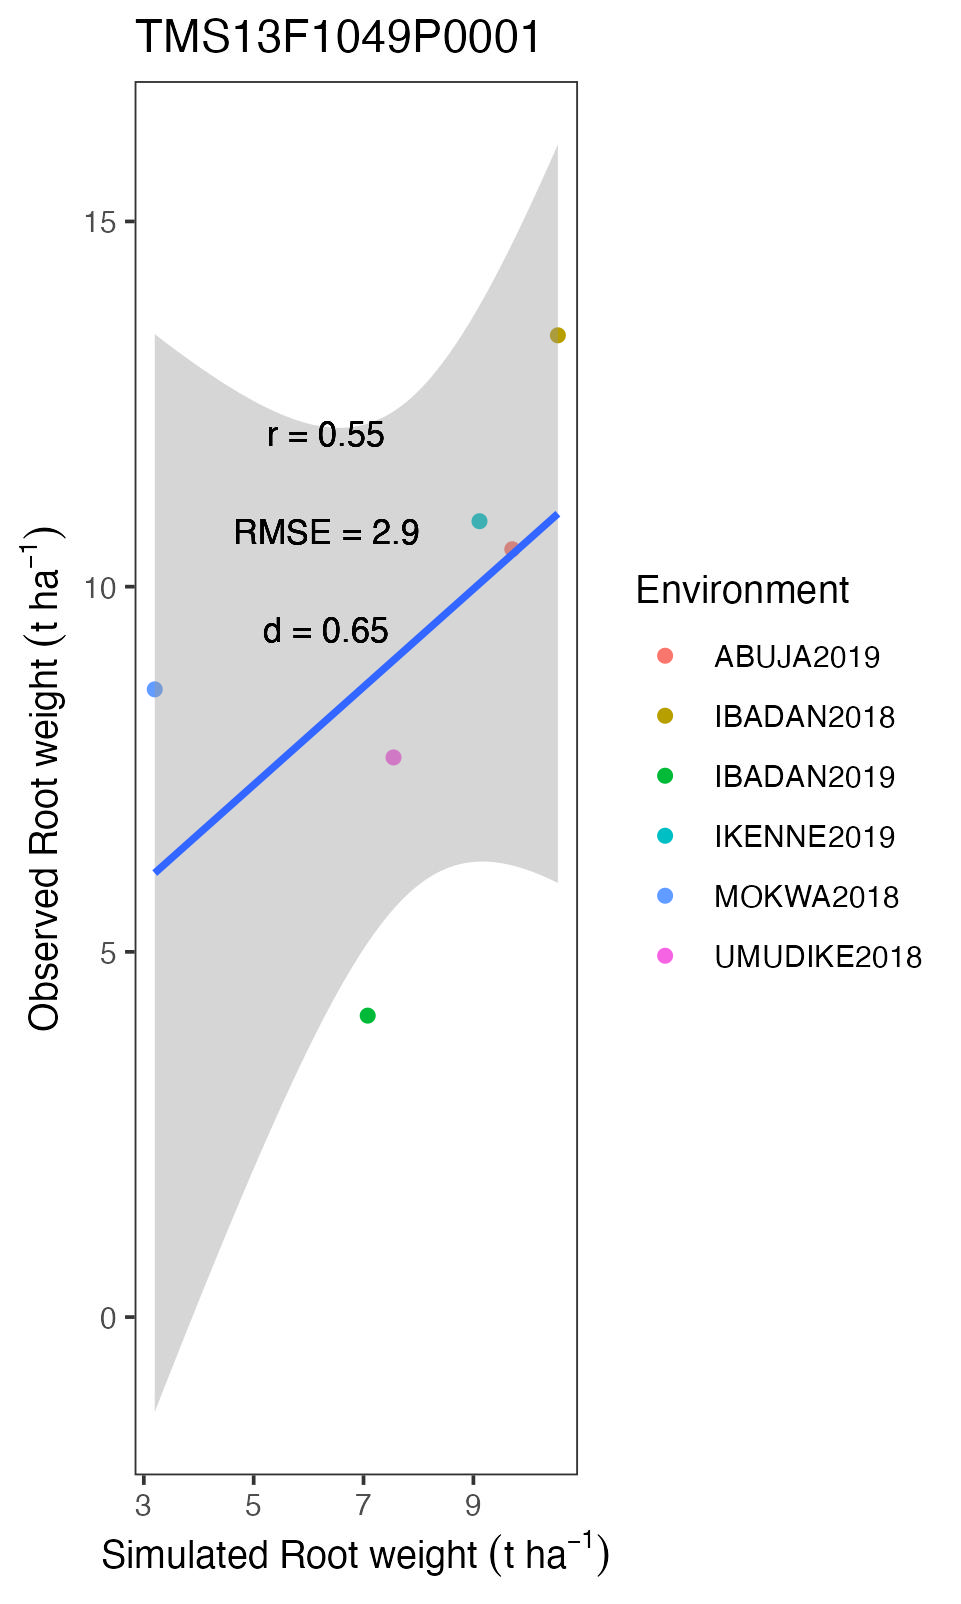 TMS13F1049P0001
15
10
5
0
Observed Root weight (t ha⁻¹)
r = 0.55
RMSE = 2.9
d = 0.65
3 5 7 9
Simulated Root weight (t ha⁻¹)
Environment
ABUJA2019
IBADAN2018
IBADAN2019
IKENNE2019
MOKWA2018
UMUDIKE2018